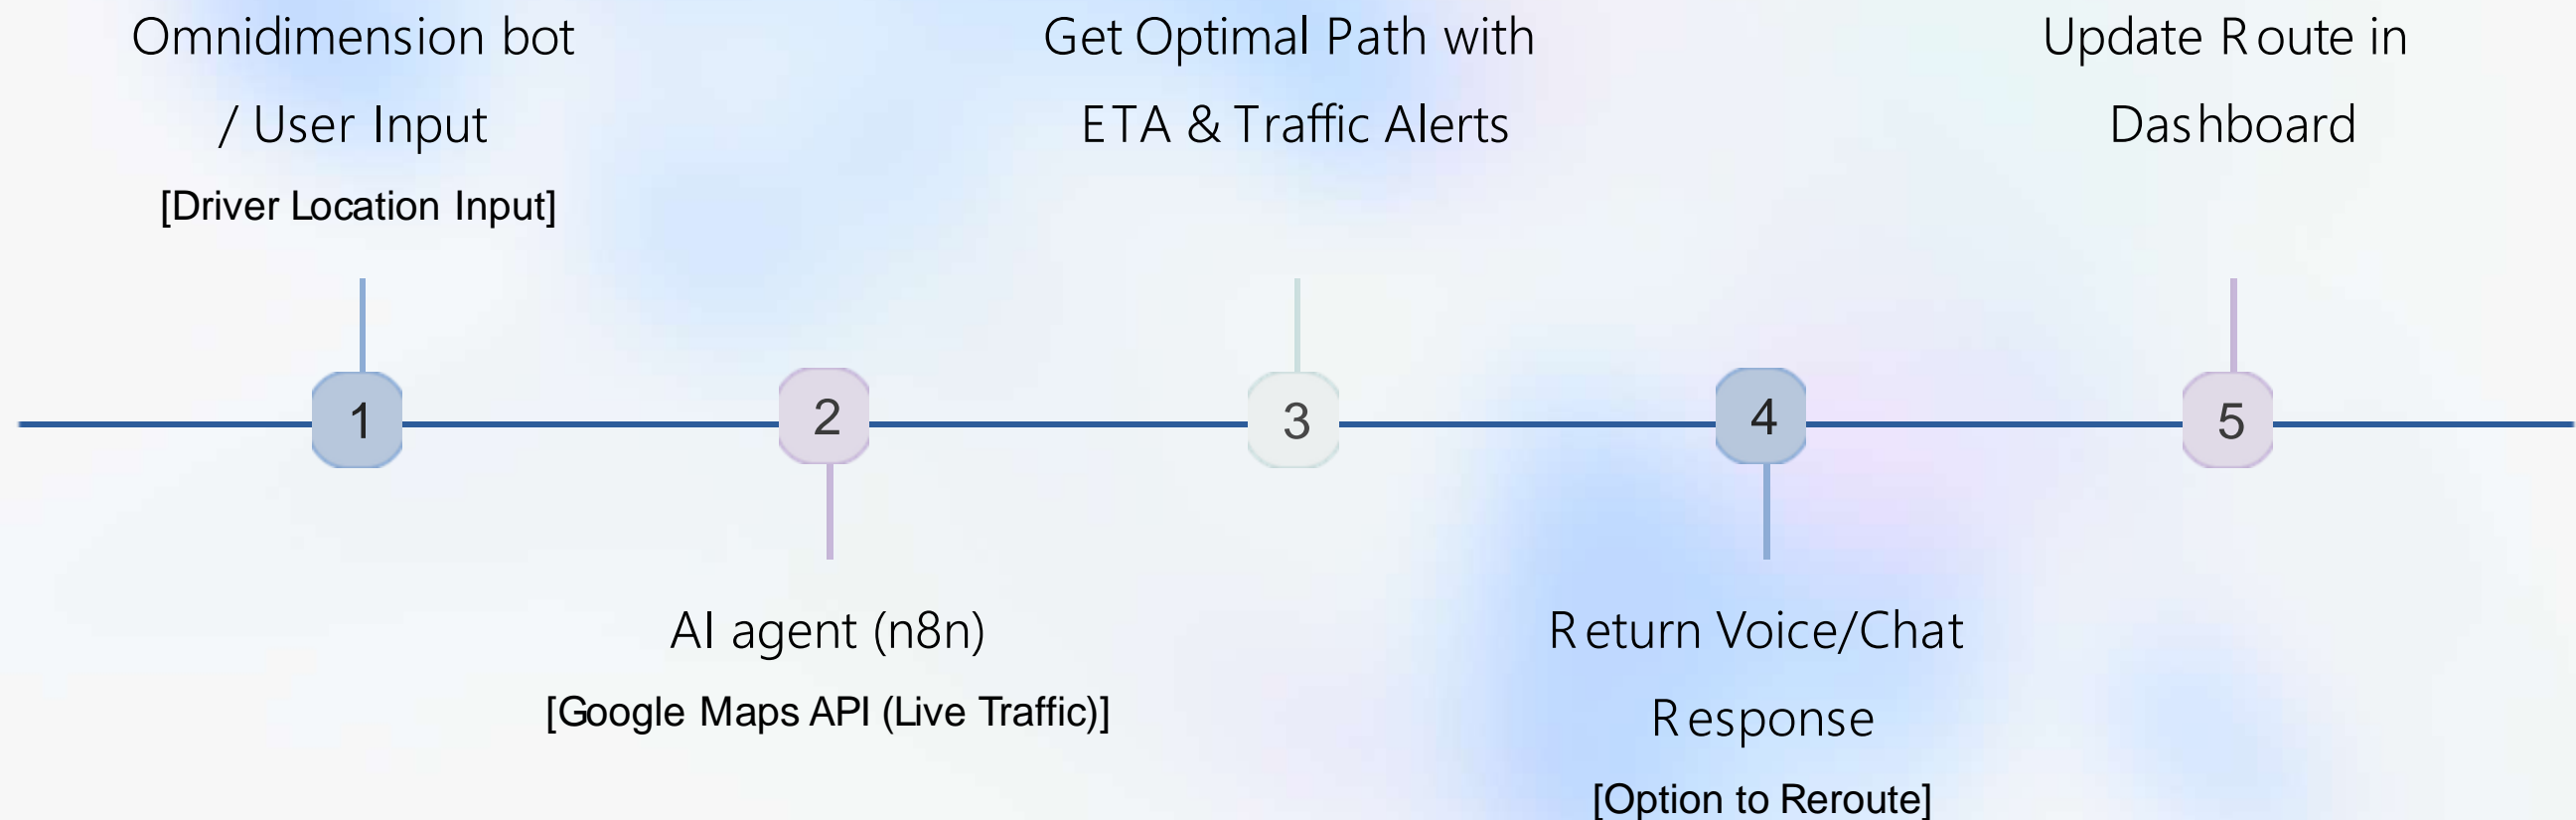 Omnidimension bot
/ User Input
[Driver Location Input]
Get Optimal Path with
ETA & Traffic Alerts
Update Route in
Dashboard
1
2
3
4
5
AI agent (n8n)
[Google Maps API (Live Traffic)]
Return Voice/Chat
Response
[Option to Reroute]